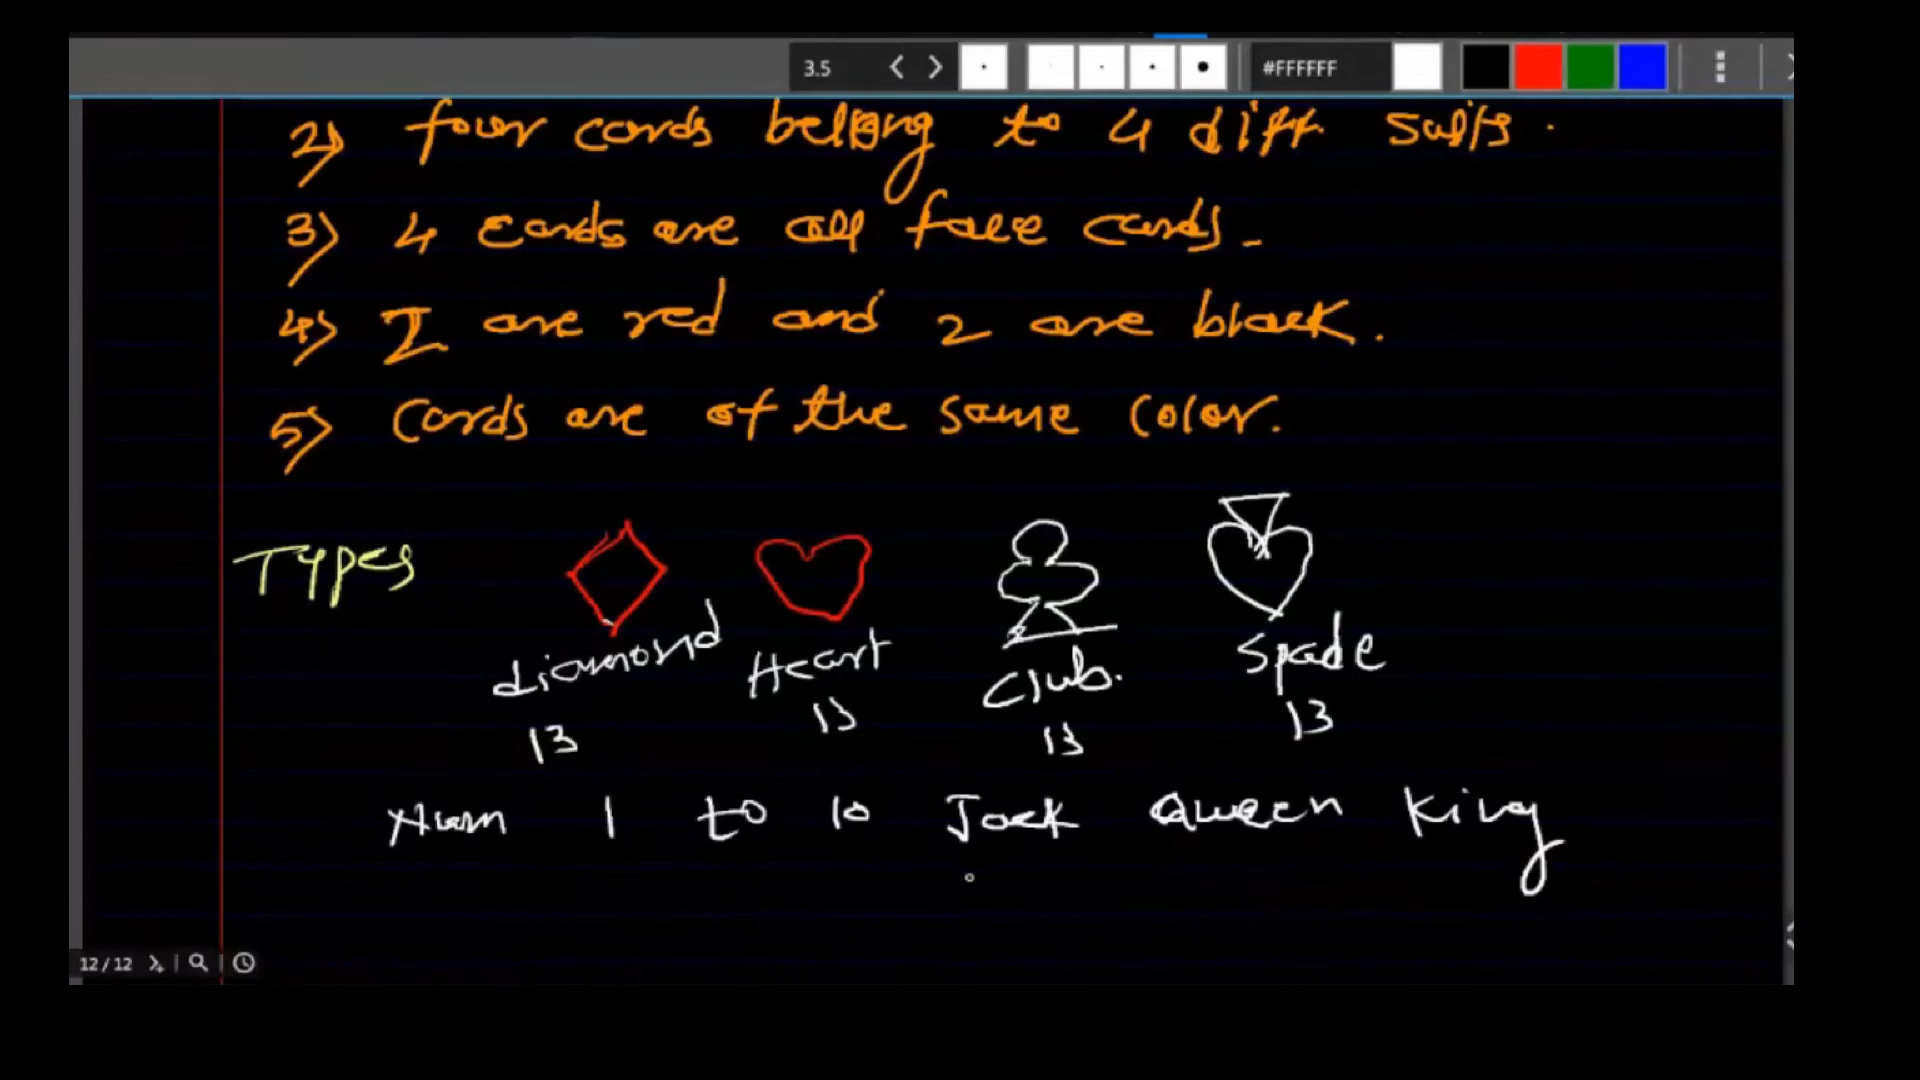 3.5 #FFFFFF
2) four cards belong to 4 diff. suits.
3) 4 cards are all face cards.
4) 2 are red and 2 are black.
5) Cards are of the same color.
Types
diamond Heart Club. Spade
13 13 13 13
Num 1 to 10 Jack Queen King
12/12